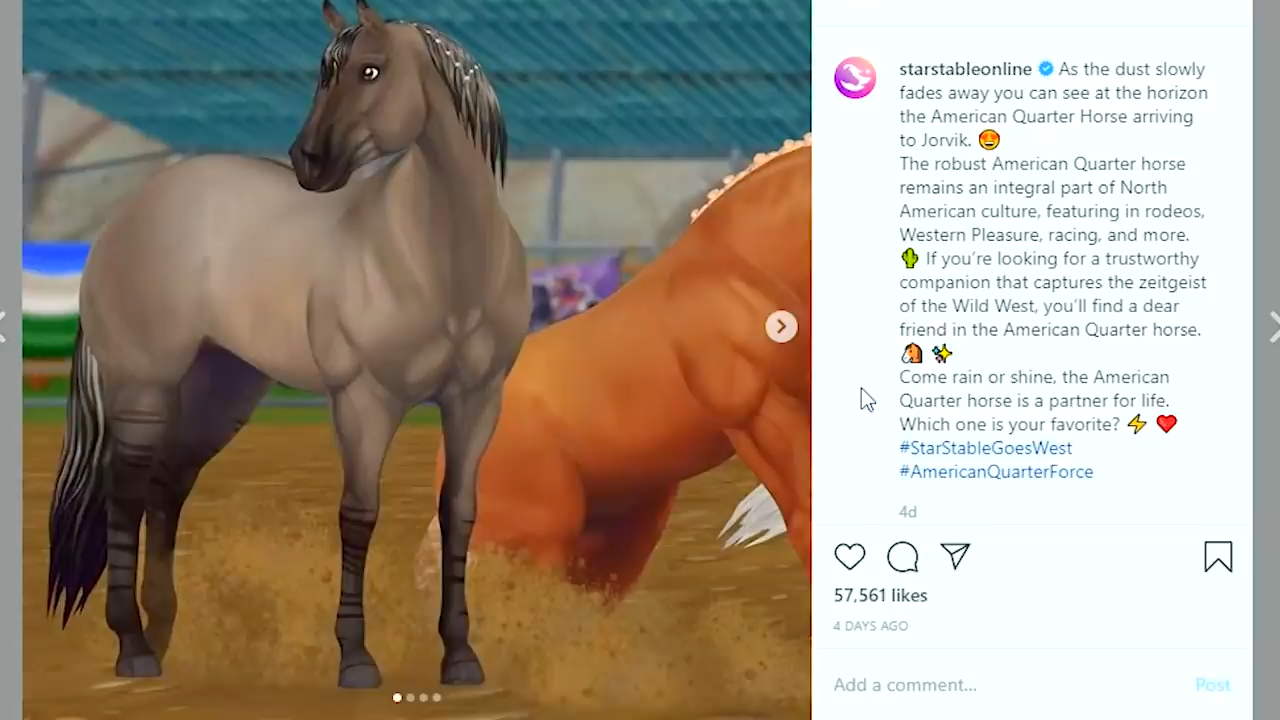 starstableonline As the dust slowly
fades away you can see at the horizon
the American Quarter Horse arriving
to Jorvik. 😍
The robust American Quarter horse
remains an integral part of North
American culture, featuring in rodeos,
Western Pleasure, racing, and more.
🌵 If you're looking for a trustworthy
companion that captures the zeitgeist
of the Wild West, you'll find a dear
friend in the American Quarter horse.
🐴 ✨
Come rain or shine, the American
Quarter horse is a partner for life.
Which one is your favorite? ⚡ ❤️
#StarStableGoesWest
#AmericanQuarterForce
4d
57,561 likes
4 DAYS AGO
Add a comment... Post